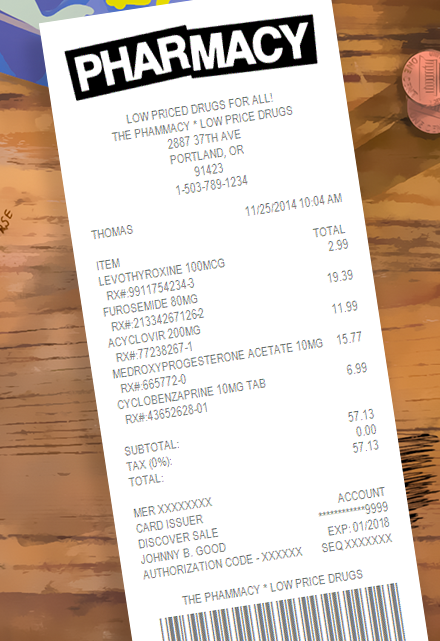 PHARMACY
LOW PRICED DRUGS FOR ALL!
THE PHAMMACY * LOW PRICE DRUGS
2887 37TH AVE
PORTLAND, OR
91423
1-503-789-1234
THOMAS 11/25/2014 10:04 AM
ITEM TOTAL
LEVOTHYROXINE 100MCG 2.99
RX#:9911754234-3
FUROSEMIDE 80MG 19.39
RX#:21334267126-2
ACYCLOVIR 200MG 11.99
RX#:77238267-1
MEDROXYPROGESTERONE ACETATE 10MG 15.77
RX#:665772-0
CYCLOBENZAPRINE 10MG TAB 6.99
RX#:43652628-01
SUBTOTAL: 57.13
TAX (0%): 0.00
TOTAL: 57.13
MER XXXXXXXX
CARD ISSUER ACCOUNT
DISCOVER SALE ************9999
JOHNNY B. GOOD EXP: 01/2018
AUTHORIZATION CODE - XXXXXX SEQ XXXXXXX
THE PHAMMACY * LOW PRICE DRUGS